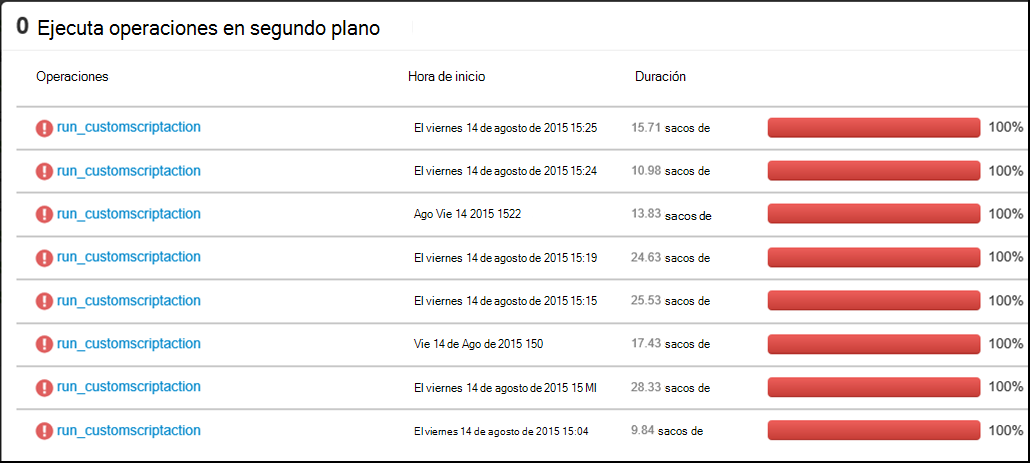 0 Ejecuta operaciones en segundo plano
Operaciones Hora de inicio Duración
run_customscriptaction El viernes 14 de agosto de 2015 15:25 15.71 sacos de 100%
run_customscriptaction El viernes 14 de agosto de 2015 15:24 10.98 sacos de 100%
run_customscriptaction Ago Vie 14 2015 1522 13.83 sacos de 100%
run_customscriptaction El viernes 14 de agosto de 2015 15:19 24.63 sacos de 100%
run_customscriptaction El viernes 14 de agosto de 2015 15:15 25.53 sacos de 100%
run_customscriptaction Vie 14 de Ago de 2015 150 17.43 sacos de 100%
run_customscriptaction El viernes 14 de agosto de 2015 15 MI 28.33 sacos de 100%
run_customscriptaction El viernes 14 de agosto de 2015 15:04 9.84 sacos de 100%